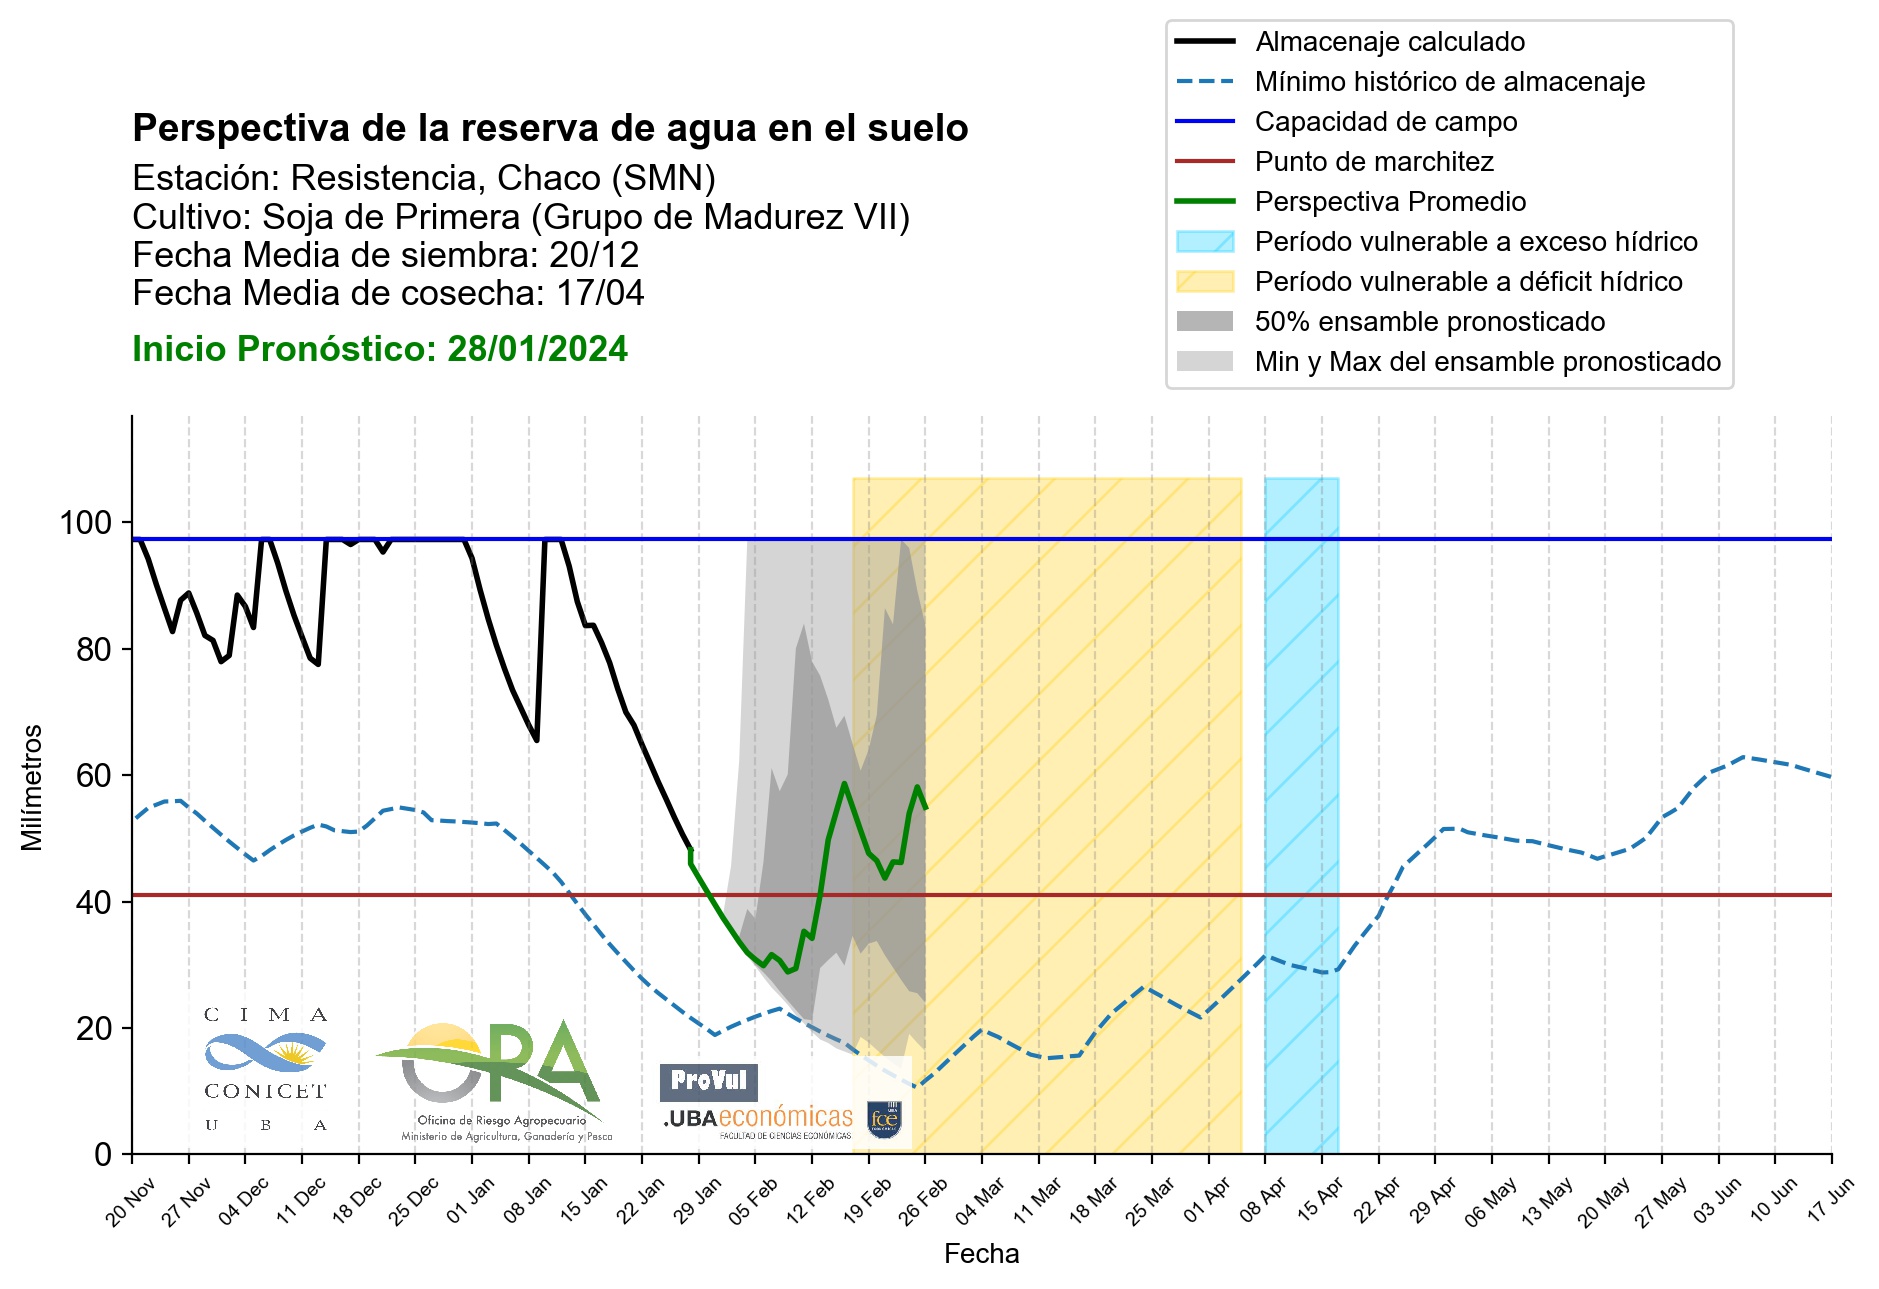 Almacenaje calculado
Mínimo histórico de almacenaje
Capacidad de campo
Punto de marchitez
Perspectiva Promedio
Período vulnerable a exceso hídrico
Período vulnerable a déficit hídrico
50% ensamble pronosticado
Min y Max del ensamble pronosticado
Perspectiva de la reserva de agua en el suelo
Estación: Resistencia, Chaco (SMN)
Cultivo: Soja de Primera (Grupo de Madurez VII)
Fecha Media de siembra: 20/12
Fecha Media de cosecha: 17/04
Inicio Pronóstico: 28/01/2024
Milímetros
100
80
60
40
20
0
CIMA
CONICET
UBA
ORA
Oficina de Riesgo Agropecuario
Ministerio de Agricultura, Ganadería y Pesca
ProVul
.UBAeconómicas
FACULTAD DE CIENCIAS ECONÓMICAS
UBA
fce
ECONÓMICAS
20 Nov
27 Nov
04 Dec
11 Dec
18 Dec
25 Dec
01 Jan
08 Jan
15 Jan
22 Jan
29 Jan
05 Feb
12 Feb
19 Feb
26 Feb
04 Mar
11 Mar
18 Mar
25 Mar
01 Apr
08 Apr
15 Apr
22 Apr
29 Apr
06 May
13 May
20 May
27 May
03 Jun
10 Jun
17 Jun
Fecha